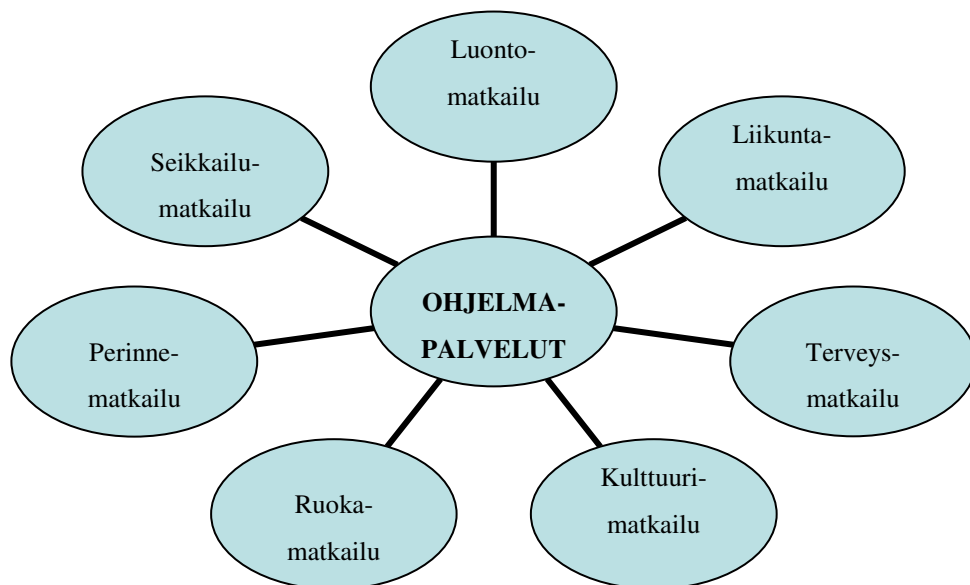 Luonto-
matkailu
Liikunta-
matkailu
Seikkailu-
matkailu
OHJELMA-
PALVELUT
Perinne-
matkailu
Terveys-
matkailu
Ruoka-
matkailu
Kulttuuri-
matkailu